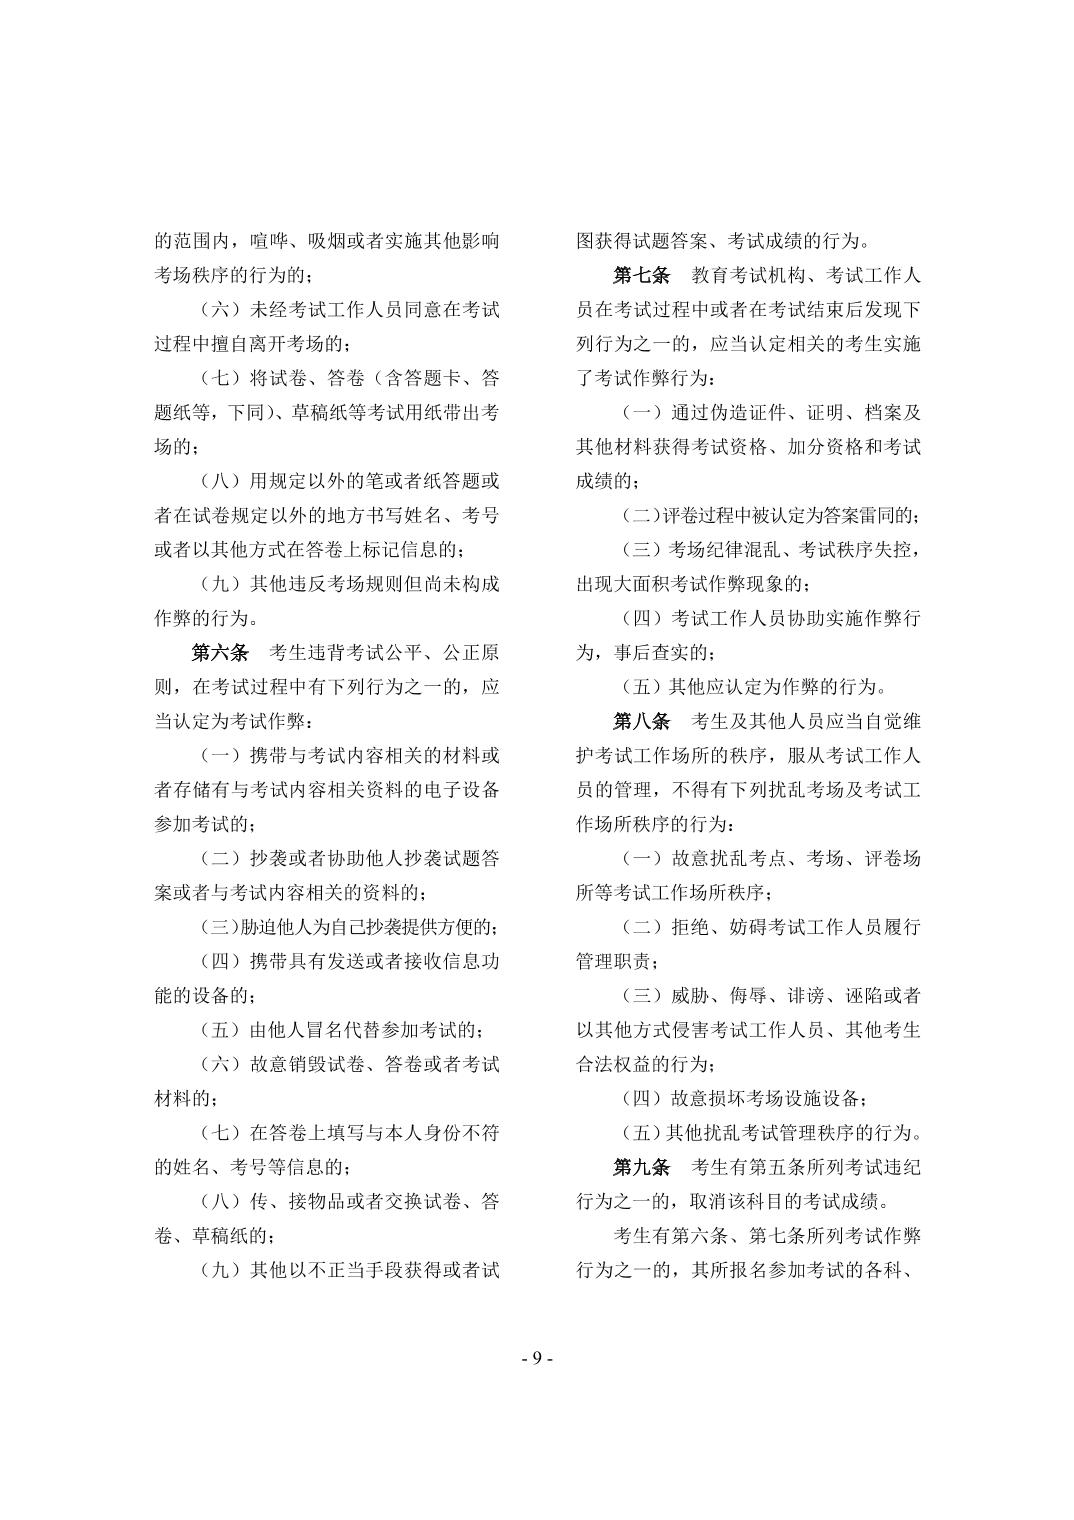 的范围内，喧哗、吸烟或者实施其他影响
考场秩序的行为的；
（六）未经考试工作人员同意在考试
过程中擅自离开考场的；
（七）将试卷、答卷（含答题卡、答
题纸等，下同）、草稿纸等考试用纸带出考
场的；
（八）用规定以外的笔或者纸答题或
者在试卷规定以外的地方书写姓名、考号
或者以其他方式在答卷上标记信息的；
（九）其他违反考场规则但尚未构成
作弊的行为。
第六条　考生违背考试公平、公正原
则，在考试过程中有下列行为之一的，应
当认定为考试作弊：
（一）携带与考试内容相关的材料或
者存储有与考试内容相关资料的电子设备
参加考试的；
（二）抄袭或者协助他人抄袭试题答
案或者与考试内容相关的资料的；
（三）胁迫他人为自己抄袭提供方便的；
（四）携带具有发送或者接收信息功
能的设备的；
（五）由他人冒名代替参加考试的；
（六）故意销毁试卷、答卷或者考试
材料的；
（七）在答卷上填写与本人身份不符
的姓名、考号等信息的；
（八）传、接物品或者交换试卷、答
卷、草稿纸的；
（九）其他以不正当手段获得或者试
图获得试题答案、考试成绩的行为。
第七条　教育考试机构、考试工作人
员在考试过程中或者在考试结束后发现下
列行为之一的，应当认定相关的考生实施
了考试作弊行为：
（一）通过伪造证件、证明、档案及
其他材料获得考试资格、加分资格和考试
成绩的；
（二）评卷过程中被认定为答案雷同的；
（三）考场纪律混乱、考试秩序失控，
出现大面积考试作弊现象的；
（四）考试工作人员协助实施作弊行
为，事后查实的；
（五）其他应认定为作弊的行为。
第八条　考生及其他人员应当自觉维
护考试工作场所的秩序，服从考试工作人
员的管理，不得有下列扰乱考场及考试工
作场所秩序的行为：
（一）故意扰乱考点、考场、评卷场
所等考试工作场所秩序；
（二）拒绝、妨碍考试工作人员履行
管理职责；
（三）威胁、侮辱、诽谤、诬陷或者
以其他方式侵害考试工作人员、其他考生
合法权益的行为；
（四）故意损坏考场设施设备；
（五）其他扰乱考试管理秩序的行为。
第九条　考生有第五条所列考试违纪
行为之一的，取消该科目的考试成绩。
考生有第六条、第七条所列考试作弊
行为之一的，其所报名参加考试的各科、
- 9 -